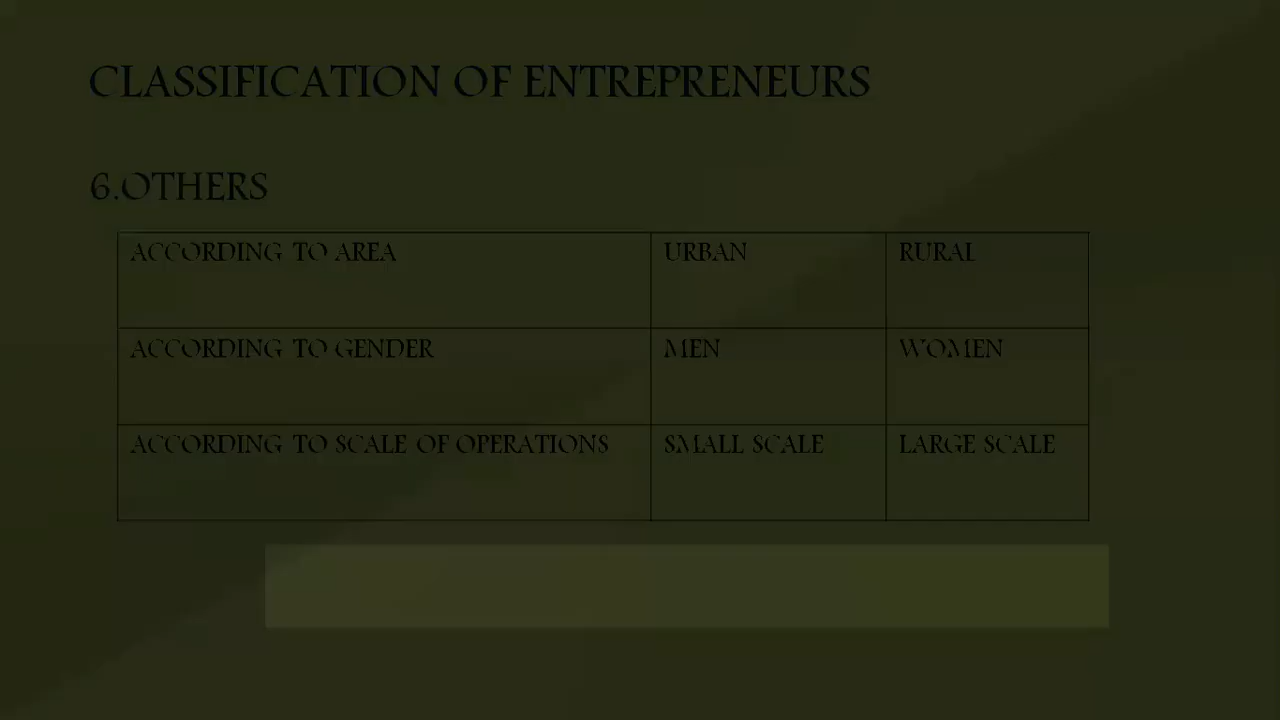 CLASSIFICATION OF ENTREPRENEURS
6.OTHERS
ACCORDING TO AREA URBAN RURAL
ACCORDING TO GENDER MEN WOMEN
ACCORDING TO SCALE OF OPERATIONS SMALL SCALE LARGE SCALE